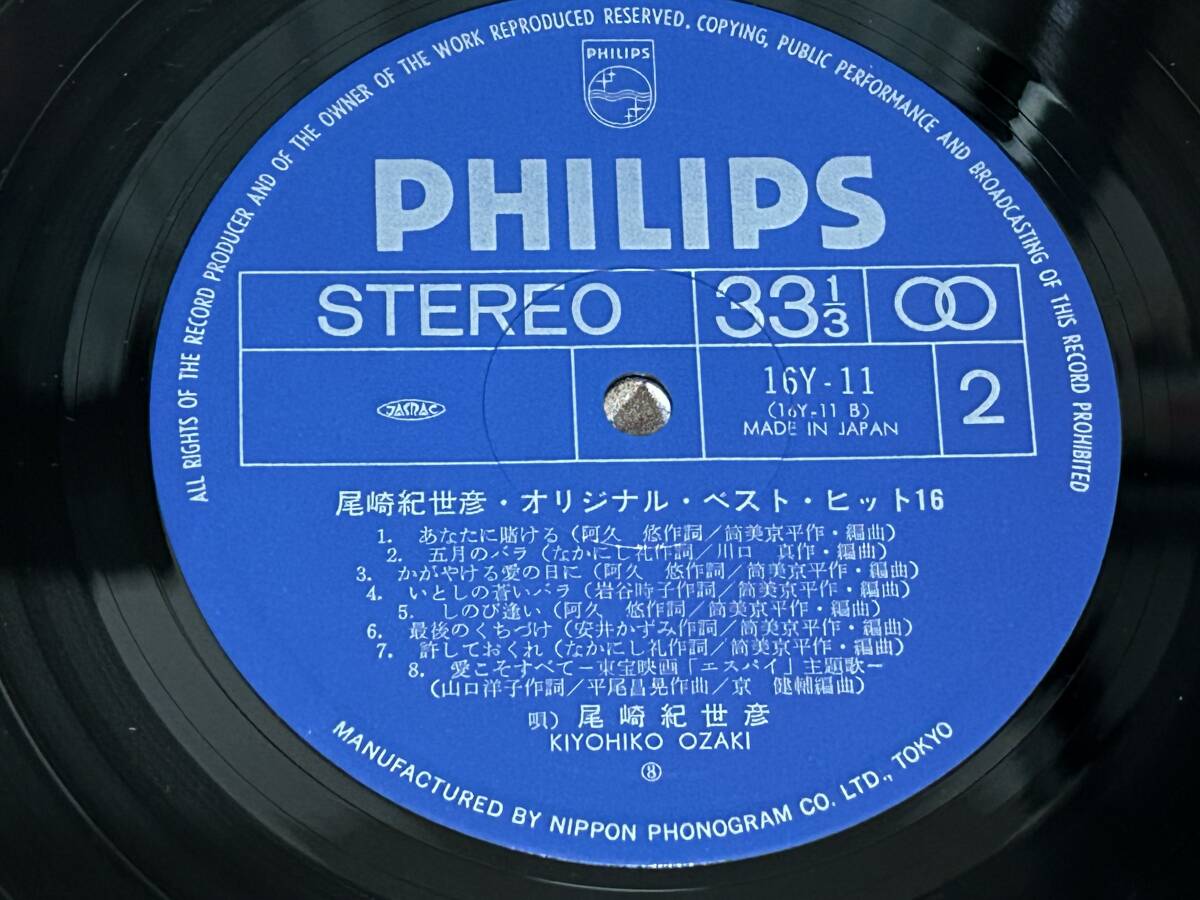 ALL RIGHTS OF THE RECORD PRODUCER AND OF THE OWNER OF THE WORK REPRODUCED RESERVED. COPYING, PUBLIC PERFORMANCE AND BROADCASTING OF THIS RECORD PROHIBITED
PHILIPS
PHILIPS
STEREO 33 1/3
JASRAC
16Y-11
(16Y-11 B)
MADE IN JAPAN
2
尾崎紀世彦・オリジナル・ベスト・ヒット16
1. あなたに賭ける (阿久 悠作詞/筒美京平作・編曲)
2. 五月のバラ (なかにし礼作詞/川口 真作・編曲)
3. かがやける愛の日に (阿久 悠作詞/筒美京平作・編曲)
4. いとしの蒼いバラ (岩谷時子作詞/筒美京平作・編曲)
5. しのび逢い (阿久 悠作詞/筒美京平作・編曲)
6. 最後のくちづけ (安井かずみ作詞/筒美京平作・編曲)
7. 許しておくれ (なかにし礼作詞/筒美京平作・編曲)
8. 愛こそすべて−東宝映画「エスパイ」主題歌−
(山口洋子作詞/平尾昌晃作曲/京 健輔編曲)
唄) 尾崎紀世彦
KIYOHIKO OZAKI
⑧
MANUFACTURED BY NIPPON PHONOGRAM CO. LTD., TOKYO